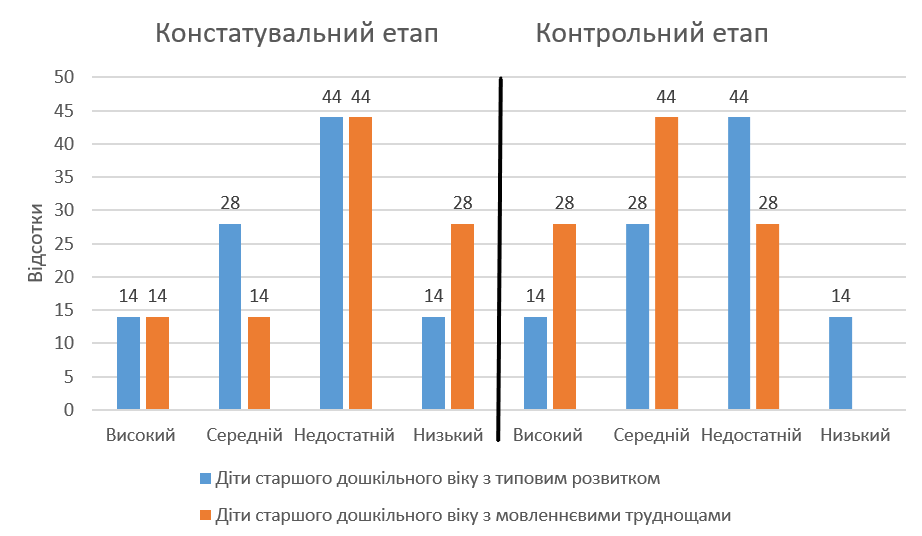 Констатувальний етап Контрольний етап
Відсотки
50
45
40
35
30
25
20
15
10
5
0
14 14 28 14 44 44 14 28 14 28 28 44 44 28 14
Високий Середній Недостатній Низький Високий Середній Недостатній Низький
Діти старшого дошкільного віку з типовим розвитком
Діти старшого дошкільного віку з мовленнєвими труднощами